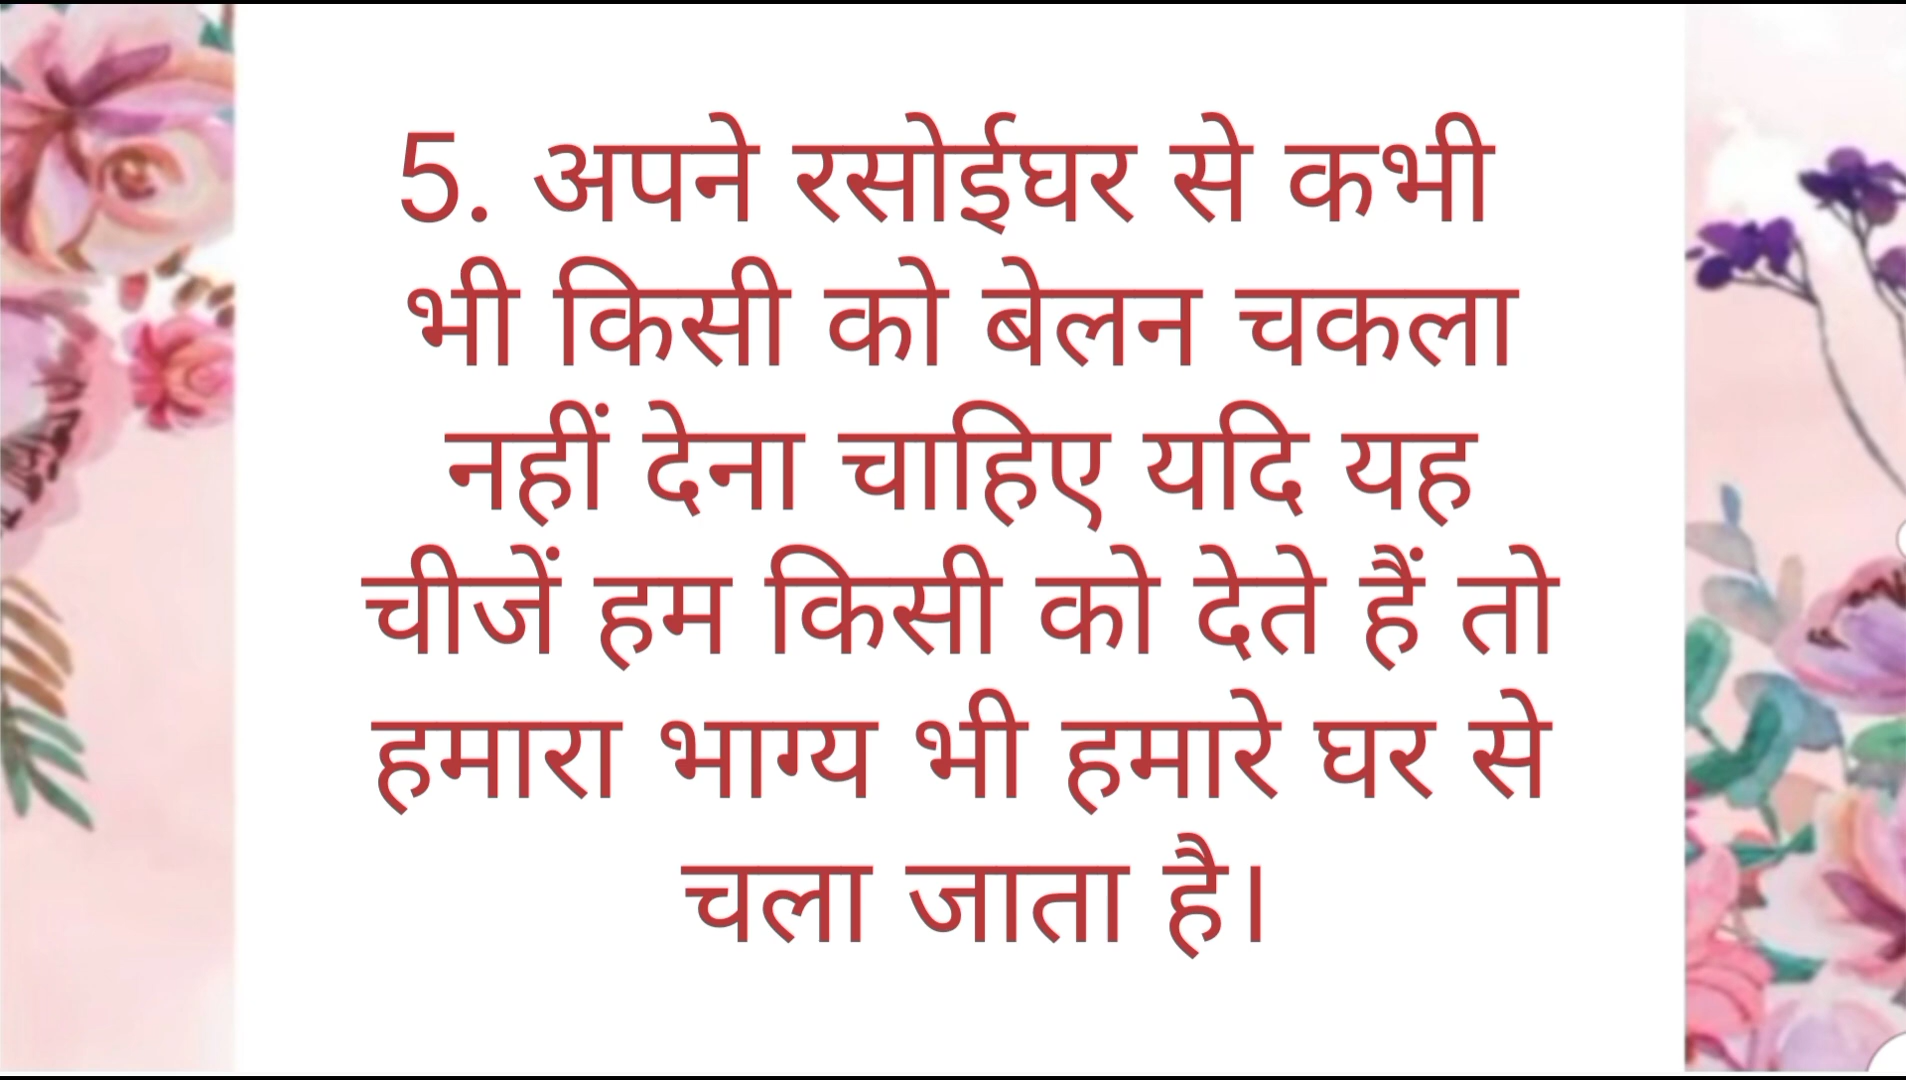 5. अपने रसोईघर से कभी
भी किसी को बेलन चकला
नहीं देना चाहिए यदि यह
चीजें हम किसी को देते हैं तो
हमारा भाग्य भी हमारे घर से
चला जाता है।